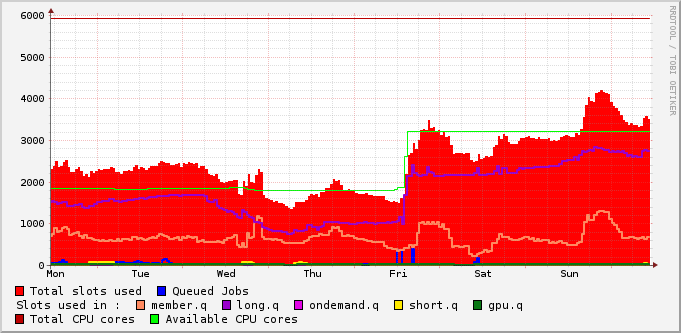 6000
5000
4000
3000
2000
1000
0
Mon Tue Wed Thu Fri Sat Sun
Total slots used Queued Jobs
Slots used in : member.q long.q ondemand.q short.q gpu.q
Total CPU cores Available CPU cores
RRDTOOL / TOBI OETIKER